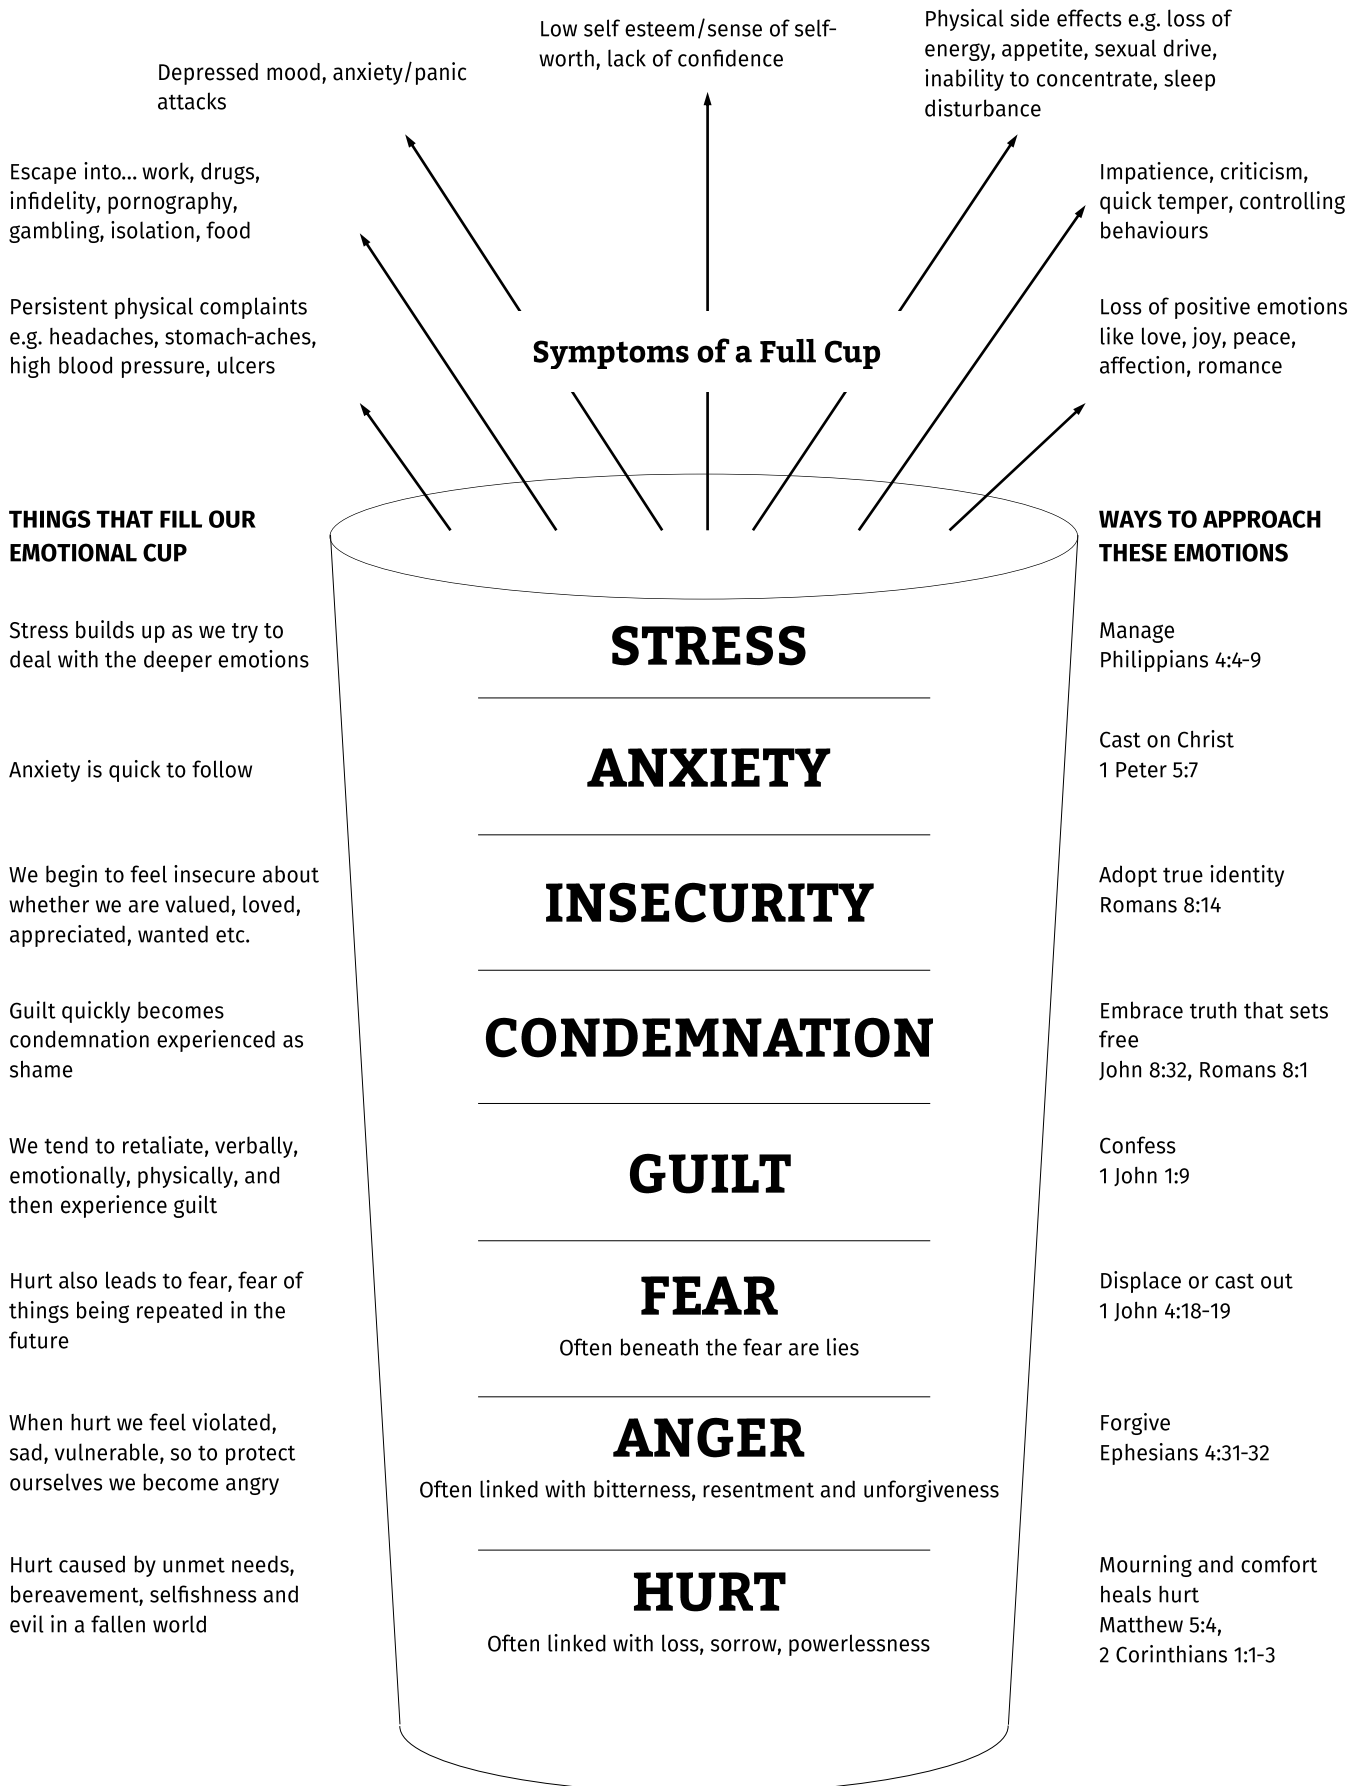 Low self esteem/sense of self-
worth, lack of confidence
Physical side effects e.g. loss of
energy, appetite, sexual drive,
inability to concentrate, sleep
disturbance
Depressed mood, anxiety/panic
attacks
Escape into... work, drugs,
infidelity, pornography,
gambling, isolation, food
Impatience, criticism,
quick temper, controlling
behaviours
Persistent physical complaints
e.g. headaches, stomach-aches,
high blood pressure, ulcers
Loss of positive emotions
like love, joy, peace,
affection, romance
Symptoms of a Full Cup
THINGS THAT FILL OUR
EMOTIONAL CUP
WAYS TO APPROACH
THESE EMOTIONS
Stress builds up as we try to
deal with the deeper emotions
STRESS
Manage
Philippians 4:4-9
Anxiety is quick to follow
ANXIETY
Cast on Christ
1 Peter 5:7
We begin to feel insecure about
whether we are valued, loved,
appreciated, wanted etc.
INSECURITY
Adopt true identity
Romans 8:14
Guilt quickly becomes
condemnation experienced as
shame
CONDEMNATION
Embrace truth that sets
free
John 8:32, Romans 8:1
We tend to retaliate, verbally,
emotionally, physically, and
then experience guilt
GUILT
Confess
1 John 1:9
Hurt also leads to fear, fear of
things being repeated in the
future
FEAR
Often beneath the fear are lies
Displace or cast out
1 John 4:18-19
When hurt we feel violated,
sad, vulnerable, so to protect
ourselves we become angry
ANGER
Often linked with bitterness, resentment and unforgiveness
Forgive
Ephesians 4:31-32
Hurt caused by unmet needs,
bereavement, selfishness and
evil in a fallen world
HURT
Often linked with loss, sorrow, powerlessness
Mourning and comfort
heals hurt
Matthew 5:4,
2 Corinthians 1:1-3